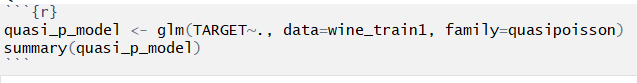 ```{r}
quasi_p_model <- glm(TARGET~., data=wine_train1, family=quasipoisson)
summary(quasi_p_model)
```